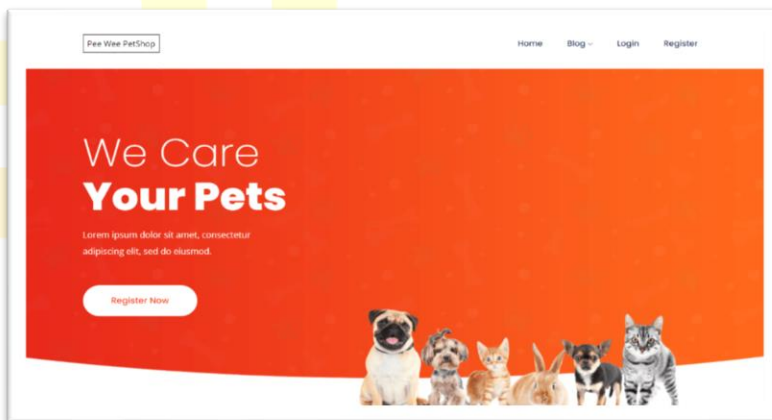 Pee Wee PetShop
Home Blog Login Register
We Care
Your Pets
Lorem ipsum dolor sit amet, consectetur
adipiscing elit, sed do eiusmod.
Register Now